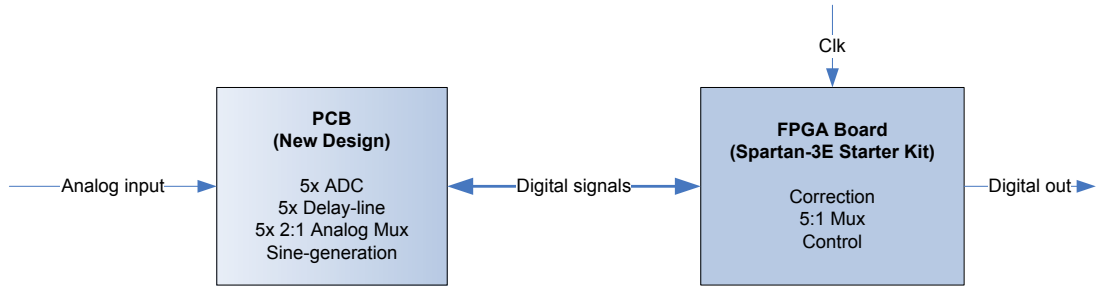 Clk
PCB
(New Design)
5x ADC
5x Delay-line
5x 2:1 Analog Mux
Sine-generation
FPGA Board
(Spartan-3E Starter Kit)
Correction
5:1 Mux
Control
Analog input
Digital signals
Digital out